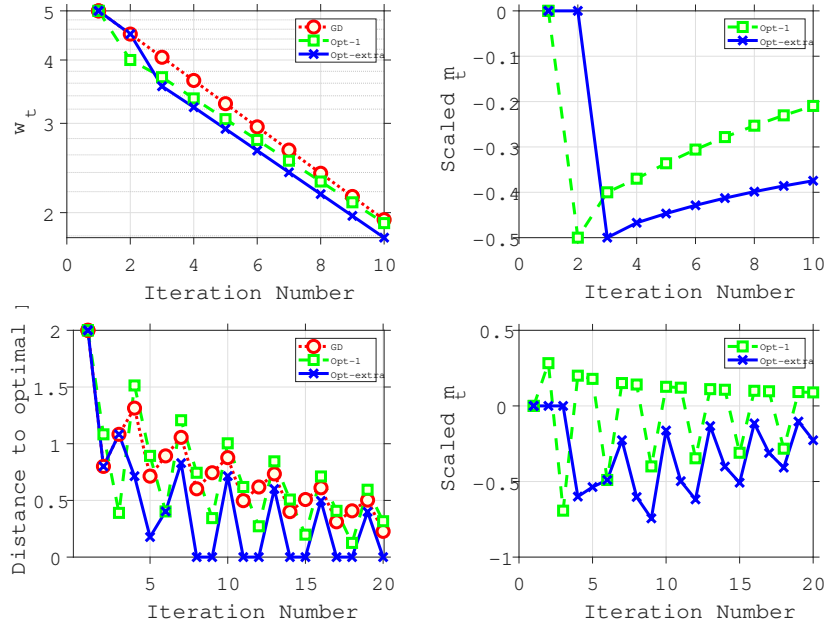 5
4
3
2
0 2 4 6 8 10
w_t
Iteration Number
GD
Opt-1
Opt-extra
0
-0.1
-0.2
-0.3
-0.4
-0.5
0 2 4 6 8 10
Scaled m_t
Iteration Number
Opt-1
Opt-extra
2
1.5
1
0.5
0
5 10 15 20
Distance to optimal ]
Iteration Number
GD
Opt-1
Opt-extra
0.5
0
-0.5
-1
0 5 10 15 20
Scaled m_t
Iteration Number
Opt-1
Opt-extra